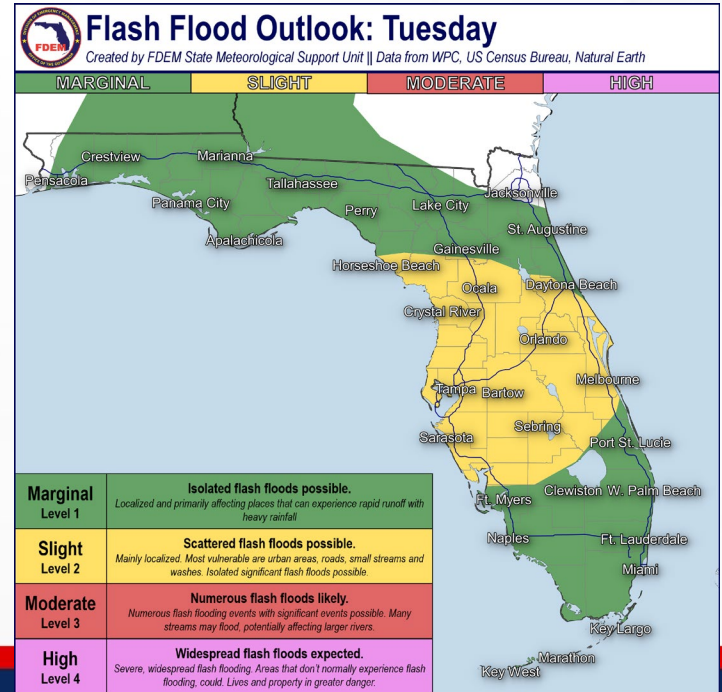 DIVISION OF EMERGENCY MANAGEMENT
FDEM
OFFICE OF THE GOVERNOR
Flash Flood Outlook: Tuesday
Created by FDEM State Meteorological Support Unit || Data from WPC, US Census Bureau, Natural Earth
MARGINAL SLIGHT MODERATE HIGH
Crestview
Marianna
Pensacola
Tallahassee
Jacksonville
Panama City
Lake City
Perry
St. Augustine
Apalachicola
Gainesville
Horseshoe Beach
Ocala
Daytona Beach
Crystal River
Orlando
Melbourne
Tampa
Bartow
Sebring
Sarasota
Port St. Lucie
Clewiston
W. Palm Beach
Ft. Myers
Naples
Ft. Lauderdale
Miami
Key Largo
Marathon
Key West
Marginal
Level 1
Isolated flash floods possible.
Localized and primarily affecting places that can experience rapid runoff with
heavy rainfall
Slight
Level 2
Scattered flash floods possible.
Mainly localized. Most vulnerable are urban areas, roads, small streams and
washes. Isolated significant flash floods possible.
Moderate
Level 3
Numerous flash floods likely.
Numerous flash flooding events with significant events possible. Many
streams may flood, potentially affecting larger rivers.
High
Level 4
Widespread flash floods expected.
Severe, widespread flash flooding. Areas that don't normally experience flash
flooding, could. Lives and property in greater danger.